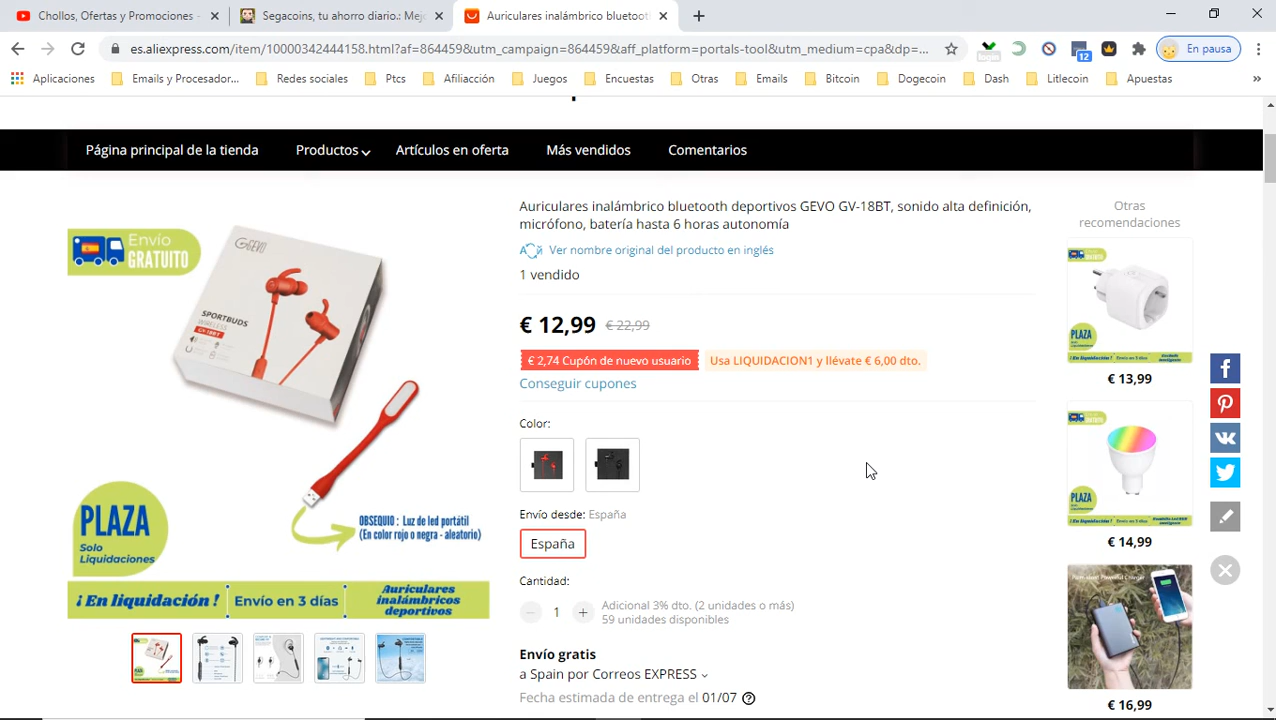 Chollos, Ofertas y Promociones -
Segacoins, tu ahorro diario.: Mejo
Auriculares inalámbrico bluetooth
es.aliexpress.com/item/10000342444158.html?af=864459&utm_campaign=864459&aff_platform=portals-tool&utm_medium=cpa&dp=...
12
En pausa
Aplicaciones
Emails y Procesador...
Redes sociales
Ptcs
Afiliacción
Juegos
Encuestas
Otras
Emails
Bitcoin
Dogecoin
Dash
Litlecoin
Apuestas
»
Página principal de la tienda
Productos
Artículos en oferta
Más vendidos
Comentarios
Auriculares inalámbrico bluetooth deportivos GEVO GV-18BT, sonido alta definición,
micrófono, batería hasta 6 horas autonomía
Ver nombre original del producto en inglés
1 vendido
€ 12,99 € 22,99
€ 2,74 Cupón de nuevo usuario
Usa LIQUIDACION1 y llévate € 6,00 dto.
Conseguir cupones
Color:
Envío desde: España
España
Cantidad:
1
Adicional 3% dto. (2 unidades o más)
59 unidades disponibles
Envío gratis
a Spain por Correos EXPRESS
Fecha estimada de entrega el 01/07
Envío
GRATUITO
GEVO
SPORTBUDS
WIRELESS
GV-18BT
PLAZA
Solo
Liquidaciones
OBSEQUIO : Luz de led portátil
(En color rojo o negra - aleatorio)
¡ En liquidación !
Envío en 3 días
Auriculares
inalámbricos
deportivos
Otras
recomendaciones
PLAZA
€ 13,99
PLAZA
€ 14,99
€ 16,99